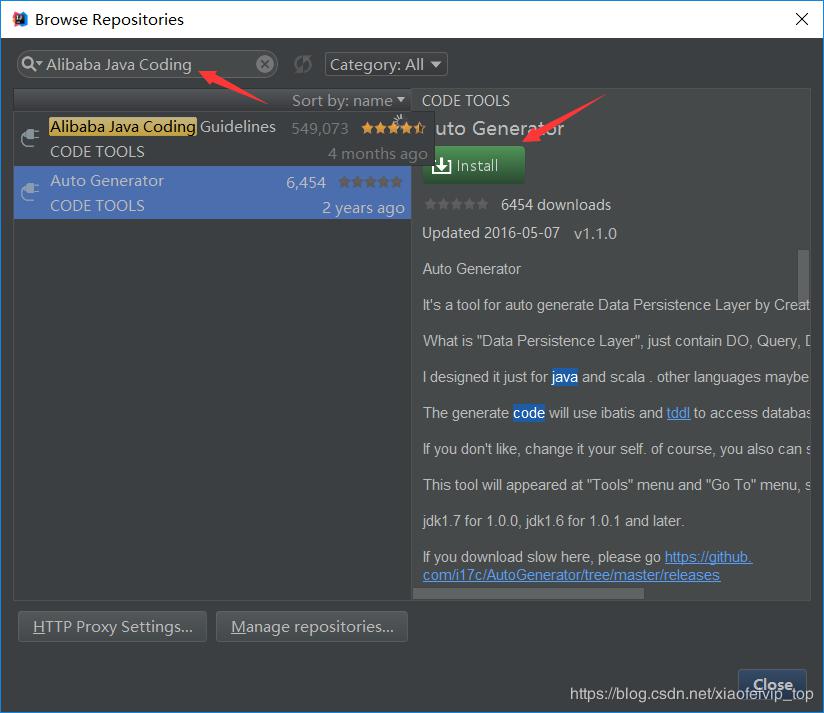 Browse Repositories
Alibaba Java Coding
Category: All
Sort by: name
Alibaba Java Coding Guidelines 549,073
CODE TOOLS 4 months ago
Auto Generator 6,454
CODE TOOLS 2 years ago
CODE TOOLS
uto Generator
Install
6454 downloads
Updated 2016-05-07 v1.1.0
Auto Generator
It's a tool for auto generate Data Persistence Layer by Creat
What is "Data Persistence Layer", just contain DO, Query, D
I designed it just for java and scala . other languages maybe
The generate code will use ibatis and tddl to access databas
If you don't like, change it your self. of course, you also can s
This tool will appeared at "Tools" menu and "Go To" menu, s
jdk1.7 for 1.0.0, jdk1.6 for 1.0.1 and later.
If you download slow here, please go https://github.
com/i17c/AutoGenerator/tree/master/releases
HTTP Proxy Settings...
Manage repositories...
Close
https://blog.csdn.net/xiaofeivip_top